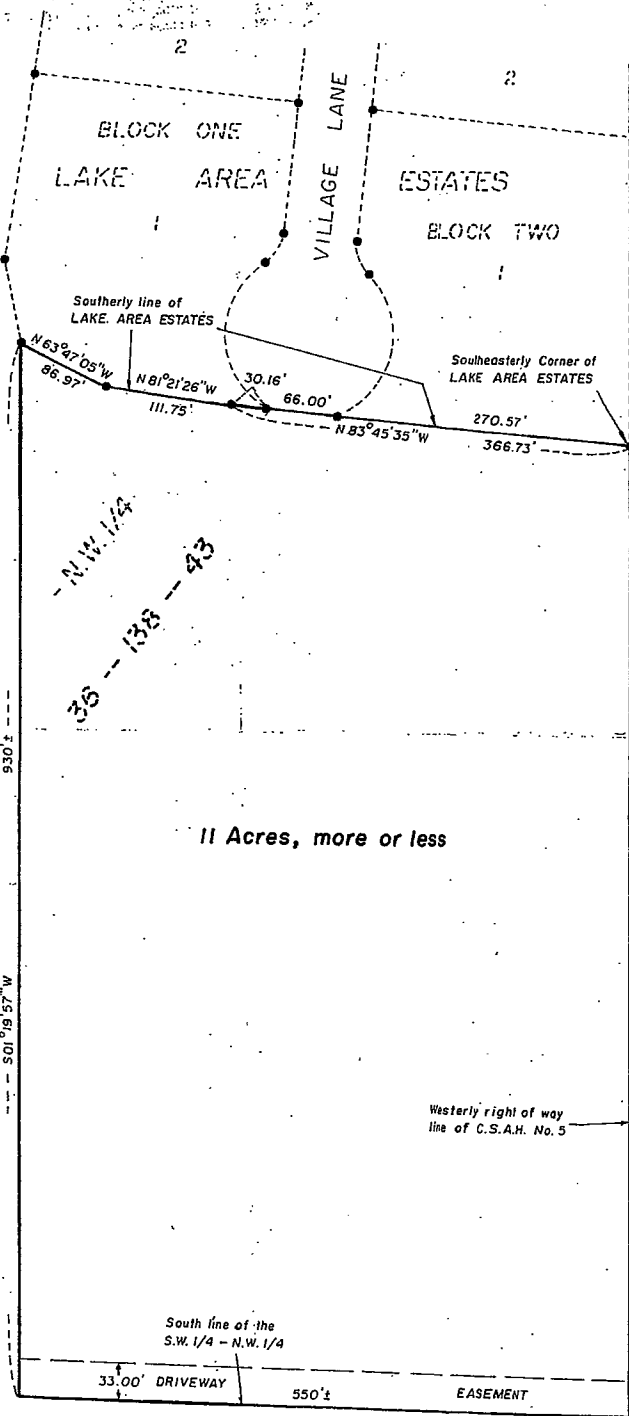 2
2
BLOCK ONE
LAKE AREA ESTATES
VILLAGE LANE
BLOCK TWO
1
1
Southerly line of
LAKE. AREA ESTATES
Southeasterly Corner of
LAKE AREA ESTATES
N 63°47'05"W
86.97'
N 81°21'26"W
111.75'
30.16'
66.00'
N 83°45'35"W
270.57'
366.73'
N.W. 1/4
36 -- 138 -- 43
930'±
11 Acres, more or less
S01°19'57"W
Westerly right of way
line of C.S.A.H. No. 5
South line of the
S.W. 1/4 - N.W. 1/4
33.00' DRIVEWAY
550'±
EASEMENT